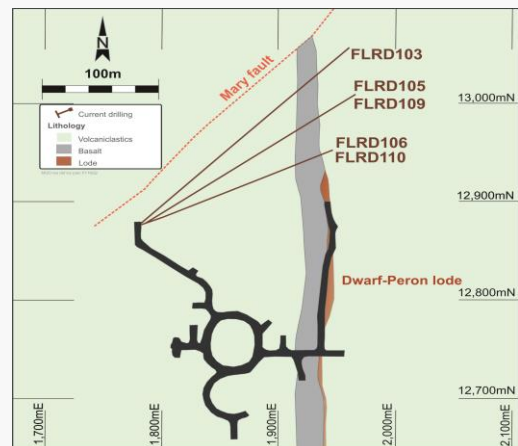 N
100m
Current drilling
Lithology
Volcaniclastics
Basalt
Lode
Mary fault
FLRD103
FLRD105
FLRD109
FLRD106
FLRD110
13,000mN
12,900mN
Dwarf-Peron lode
12,800mN
12,700mN
1,700mE
1,800mE
1,900mE
2,000mE
2,100mE